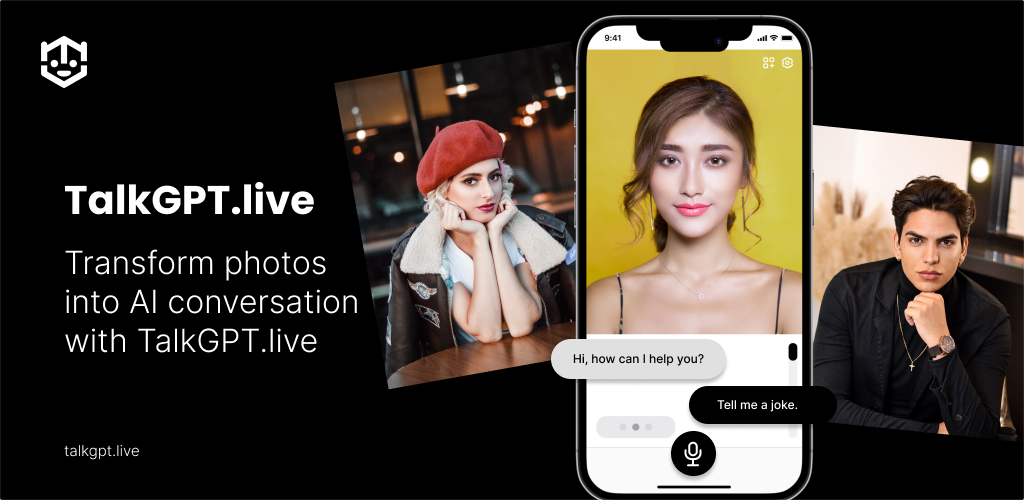 TalkGPT.live
Transform photos
into AI conversation
with TalkGPT.live
talkgpt.live
9:41
Hi, how can I help you?
Tell me a joke.